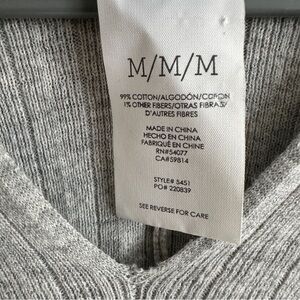 M/M/M
99% COTTON/ALGODÓN/COTON
1% OTHER FIBERS/OTRAS FIBRAS/
D'AUTRES FIBRES
MADE IN CHINA
HECHO EN CHINA
FABRIQUÉ EN CHINE
RN#54077
CA#59814
STYLE# 5451
PO# 220839
SEE REVERSE FOR CARE